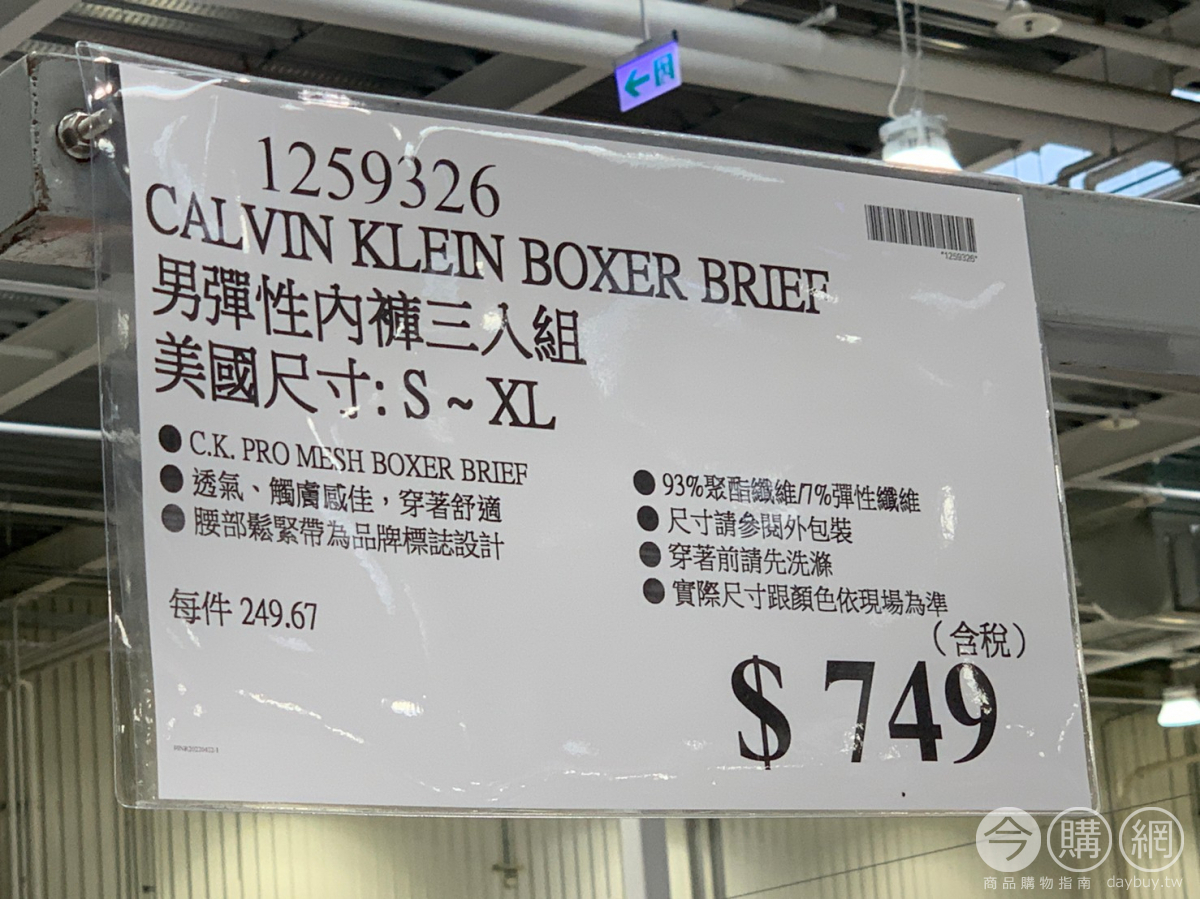 1259326
CALVIN KLEIN BOXER BRIEF
男彈性內褲三入組
美國尺寸: S ~ XL
● C.K. PRO MESH BOXER BRIEF
● 透氣、觸膚感佳，穿著舒適
● 腰部鬆緊帶為品牌標誌設計
每件 249.67
*1259326*
● 93%聚酯纖維/7%彈性纖維
● 尺寸請參閱外包裝
● 穿著前請先洗滌
● 實際尺寸跟顏色依現場為準
（含稅）
$ 749
今購網
商品購物指南 daybuy.tw